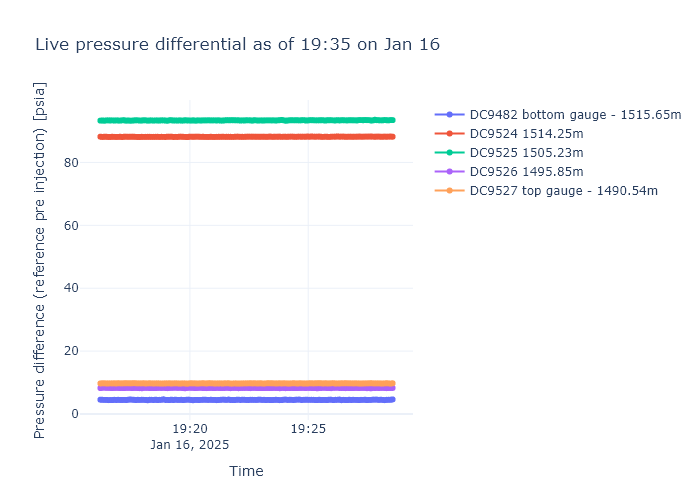 Live pressure differential as of 19:35 on Jan 16
Pressure difference (reference pre injection) [psia]
80
60
40
20
0
19:20
Jan 16, 2025
19:25
Time
DC9482 bottom gauge - 1515.65m
DC9524 1514.25m
DC9525 1505.23m
DC9526 1495.85m
DC9527 top gauge - 1490.54m